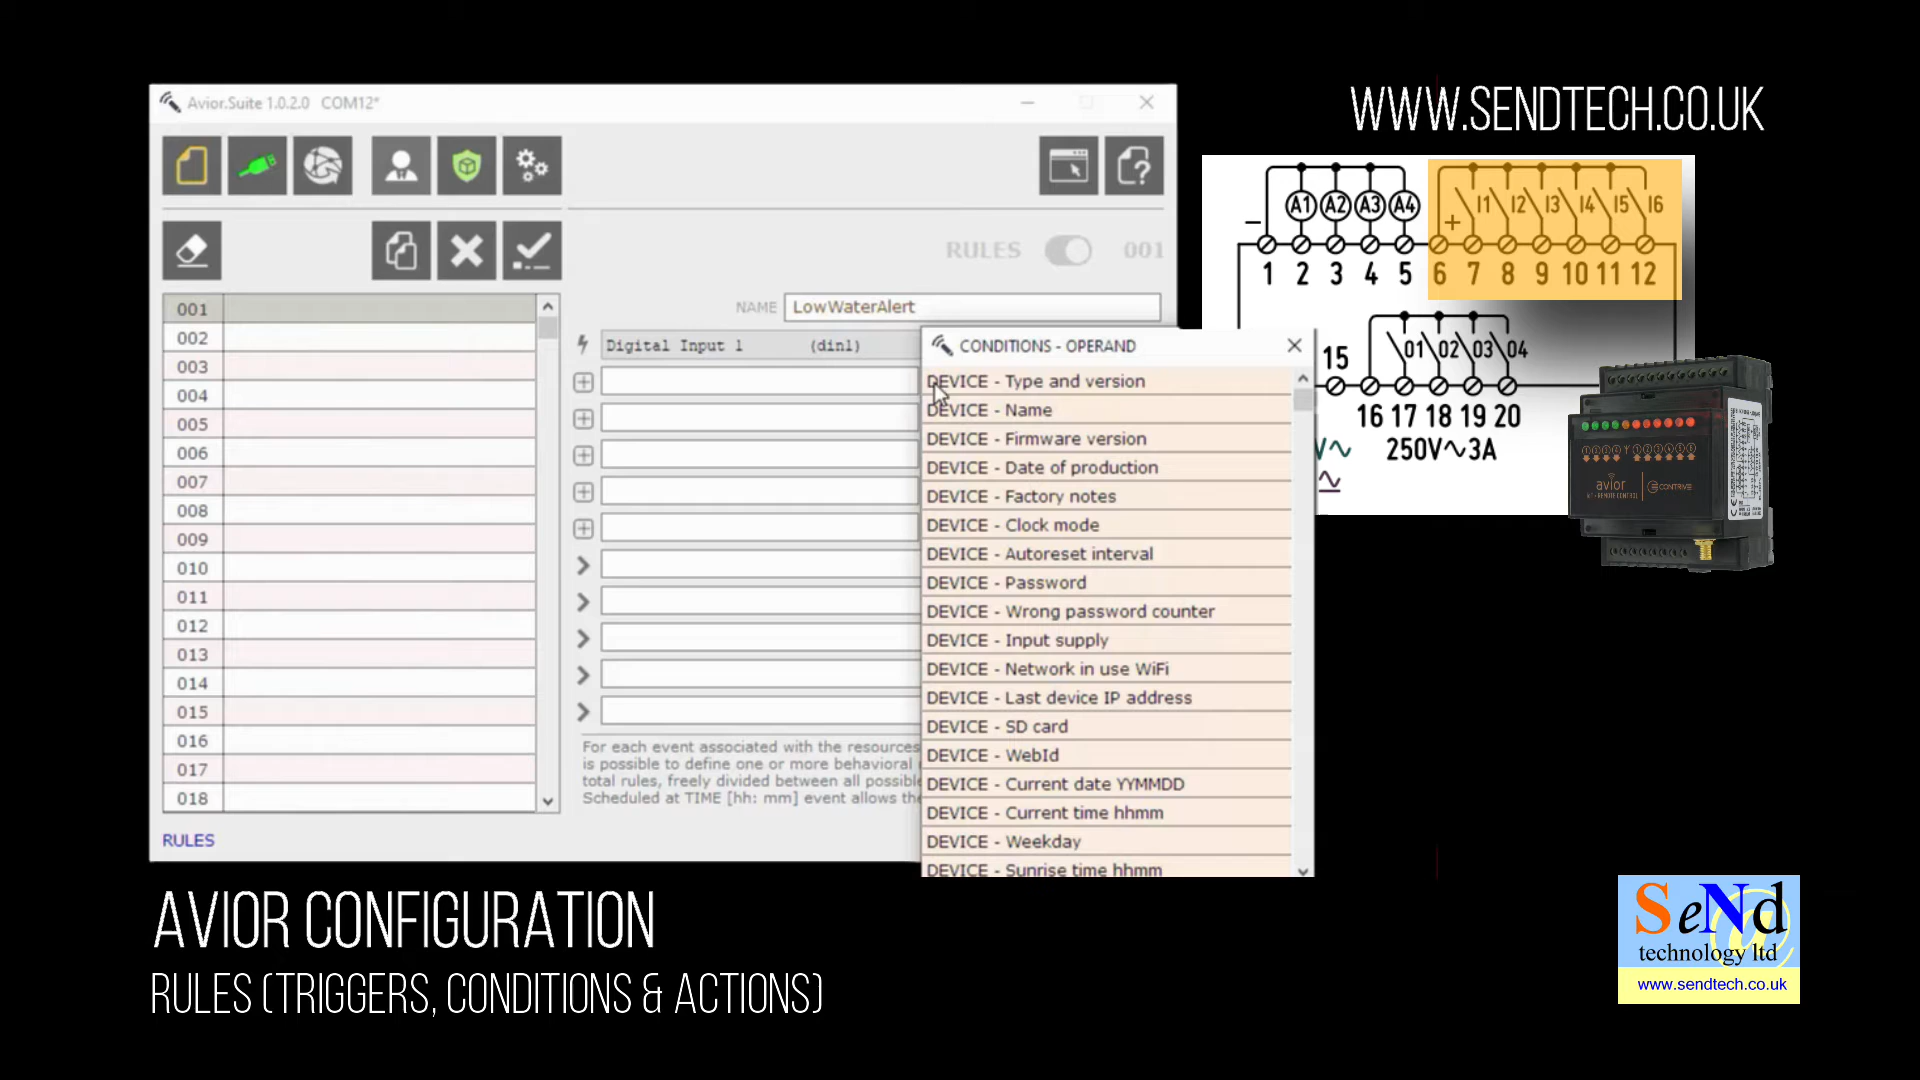 WWW.SENDTECH.CO.UK
Avior.Suite 1.0.2.0 COM12*
RULES 001
NAME LowWaterAlert
Digital Input 1 (din1)
001
002
003
004
005
006
007
008
009
010
011
012
013
014
015
016
017
018
For each event associated with the resources
is possible to define one or more behavioral
total rules, freely divided between all possible
Scheduled at TIME [hh: mm] event allows the
RULES
CONDITIONS - OPERAND
DEVICE - Type and version
DEVICE - Name
DEVICE - Firmware version
DEVICE - Date of production
DEVICE - Factory notes
DEVICE - Clock mode
DEVICE - Autoreset interval
DEVICE - Password
DEVICE - Wrong password counter
DEVICE - Input supply
DEVICE - Network in use WiFi
DEVICE - Last device IP address
DEVICE - SD card
DEVICE - WebId
DEVICE - Current date YYMMDD
DEVICE - Current time hhmm
DEVICE - Weekday
DEVICE - Sunrise time hhmm
A1 A2 A3 A4 I1 I2 I3 I4 I5 I6
− +
1 2 3 4 5 6 7 8 9 10 11 12
O1 O2 O3 O4
15
16 17 18 19 20
V~ 250V~3A
avior
CONTRIVE
AVIOR CONFIGURATION
RULES (TRIGGERS, CONDITIONS & ACTIONS)
SeNd
@
technology ltd
www.sendtech.co.uk